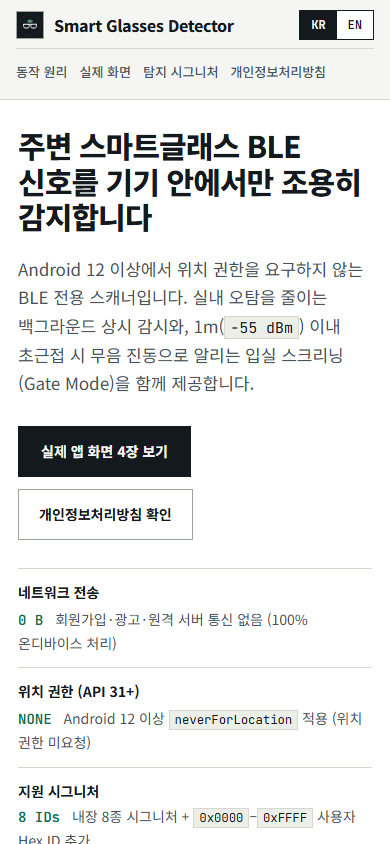 Smart Glasses Detector
KR EN
동작 원리 실제 화면 탐지 시그니처 개인정보처리방침
주변 스마트글래스 BLE
신호를 기기 안에서만 조용히
감지합니다
Android 12 이상에서 위치 권한을 요구하지 않는
BLE 전용 스캐너입니다. 실내 오탐을 줄이는
백그라운드 상시 감시와, 1m( -55 dBm ) 이내
초근접 시 무음 진동으로 알리는 입실 스크리닝
(Gate Mode)을 함께 제공합니다.
실제 앱 화면 4장 보기
개인정보처리방침 확인
네트워크 전송
0 B 회원가입·광고·원격 서버 통신 없음 (100%
온디바이스 처리)
위치 권한 (API 31+)
NONE Android 12 이상 neverForLocation 적용 (위치
권한 미요청)
지원 시그니처
8 IDs 내장 8종 시그니처 + 0x0000–0xFFFF 사용자
Hex ID 추가